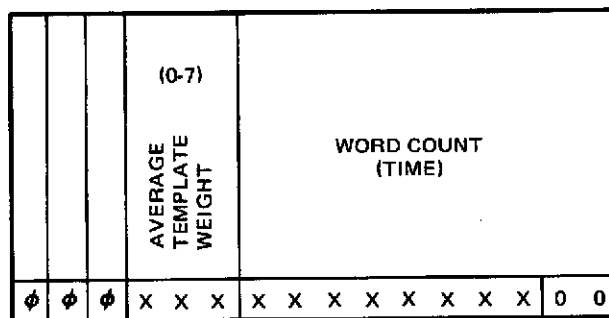 (0-7)
AVERAGE
TEMPLATE
WEIGHT
WORD COUNT
(TIME)
ϕ ϕ ϕ X X X X X X X X X X X 0 0